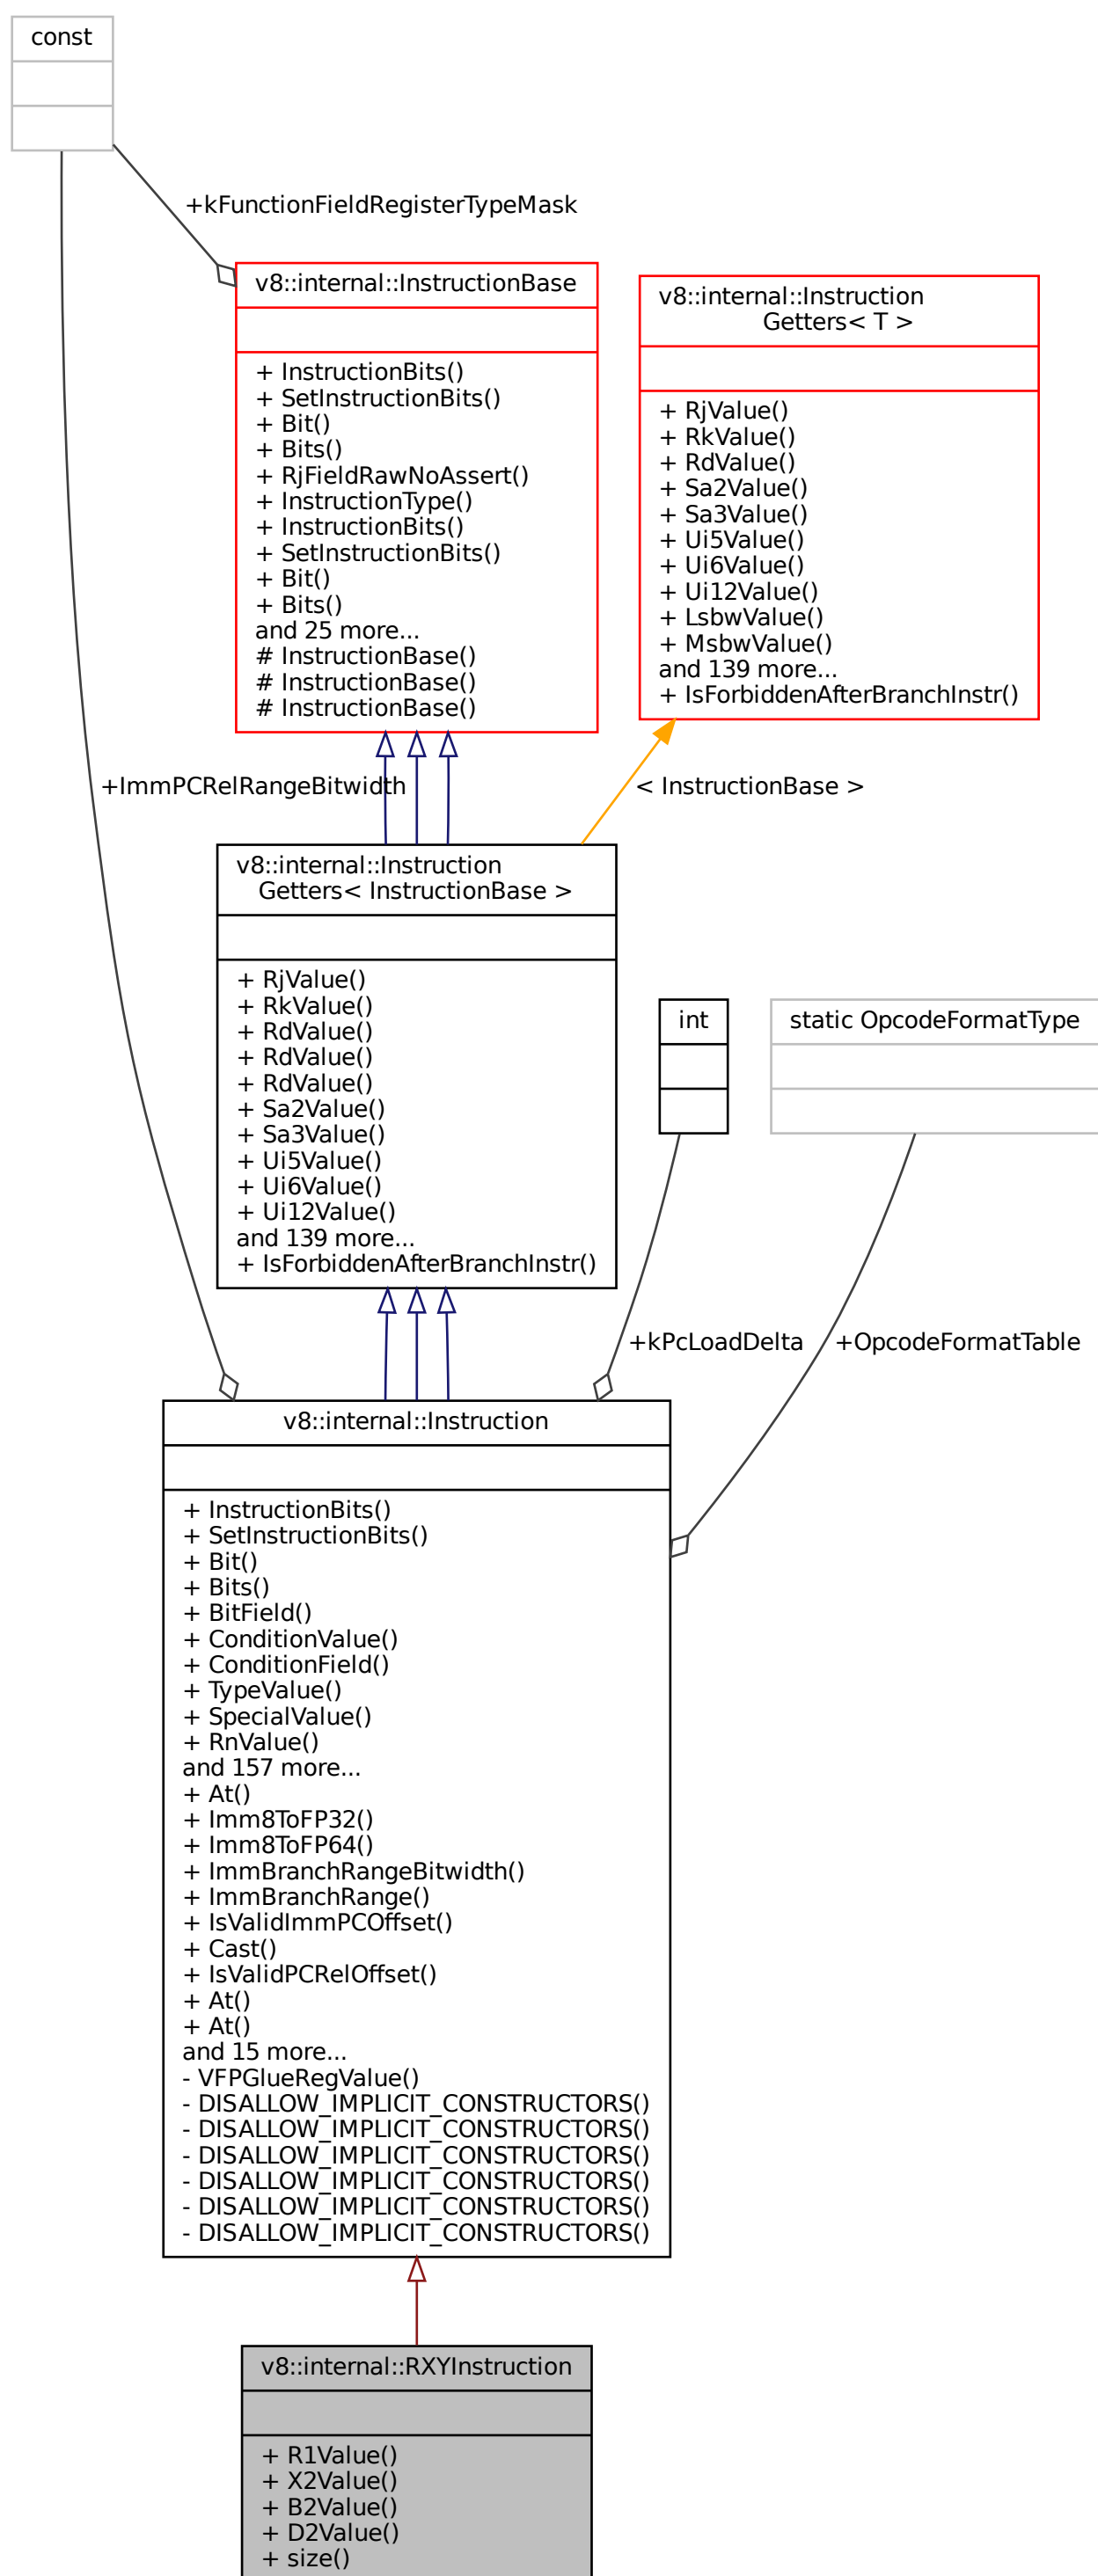 const
+kFunctionFieldRegisterTypeMask
v8::internal::InstructionBase
+ InstructionBits()
+ SetInstructionBits()
+ Bit()
+ Bits()
+ RjFieldRawNoAssert()
+ InstructionType()
+ InstructionBits()
+ SetInstructionBits()
+ Bit()
+ Bits()
and 25 more...
# InstructionBase()
# InstructionBase()
# InstructionBase()
v8::internal::Instruction
Getters< T >
+ RjValue()
+ RkValue()
+ RdValue()
+ Sa2Value()
+ Sa3Value()
+ Ui5Value()
+ Ui6Value()
+ Ui12Value()
+ LsbwValue()
+ MsbwValue()
and 139 more...
+ IsForbiddenAfterBranchInstr()
+ImmPCRelRangeBitwidth
< InstructionBase >
v8::internal::Instruction
Getters< InstructionBase >
+ RjValue()
+ RkValue()
+ RdValue()
+ RdValue()
+ RdValue()
+ Sa2Value()
+ Sa3Value()
+ Ui5Value()
+ Ui6Value()
+ Ui12Value()
and 139 more...
+ IsForbiddenAfterBranchInstr()
int
static OpcodeFormatType
+kPcLoadDelta
+OpcodeFormatTable
v8::internal::Instruction
+ InstructionBits()
+ SetInstructionBits()
+ Bit()
+ Bits()
+ BitField()
+ ConditionValue()
+ ConditionField()
+ TypeValue()
+ SpecialValue()
+ RnValue()
and 157 more...
+ At()
+ Imm8ToFP32()
+ Imm8ToFP64()
+ ImmBranchRangeBitwidth()
+ ImmBranchRange()
+ IsValidImmPCOffset()
+ Cast()
+ IsValidPCRelOffset()
+ At()
+ At()
and 15 more...
- VFPGlueRegValue()
- DISALLOW_IMPLICIT_CONSTRUCTORS()
- DISALLOW_IMPLICIT_CONSTRUCTORS()
- DISALLOW_IMPLICIT_CONSTRUCTORS()
- DISALLOW_IMPLICIT_CONSTRUCTORS()
- DISALLOW_IMPLICIT_CONSTRUCTORS()
- DISALLOW_IMPLICIT_CONSTRUCTORS()
v8::internal::RXYInstruction
+ R1Value()
+ X2Value()
+ B2Value()
+ D2Value()
+ size()